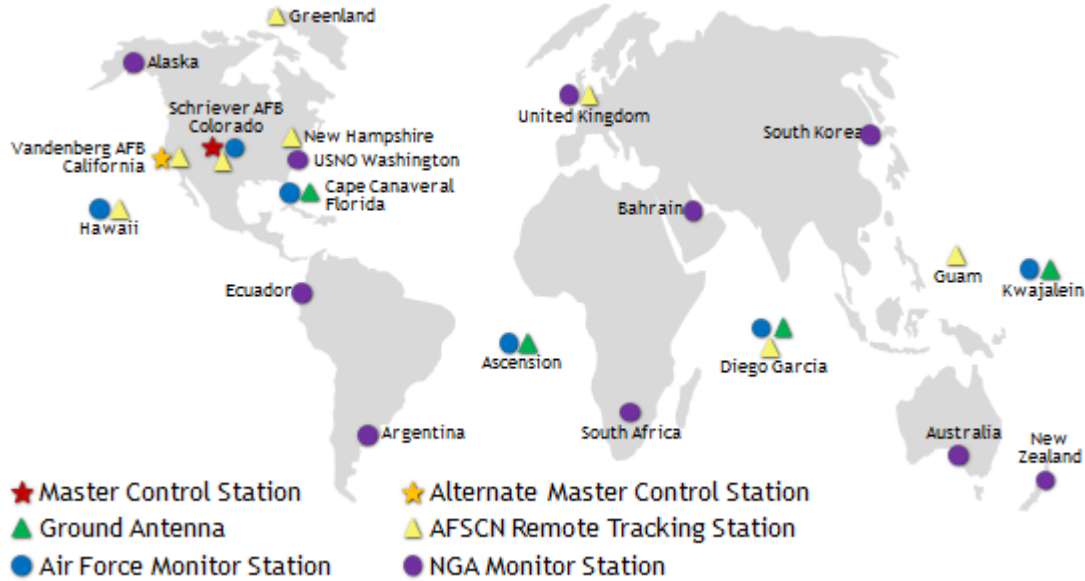 Greenland
Alaska
Schriever AFB
Colorado
New Hampshire
Vandenberg AFB
California
USNO Washington
Cape Canaveral
Florida
Hawaii
United Kingdom
South Korea
Bahrain
Guam
Kwajalein
Ecuador
Ascension
Diego Garcia
Argentina
South Africa
Australia
New
Zealand
Master Control Station
Alternate Master Control Station
Ground Antenna
AFSCN Remote Tracking Station
Air Force Monitor Station
NGA Monitor Station